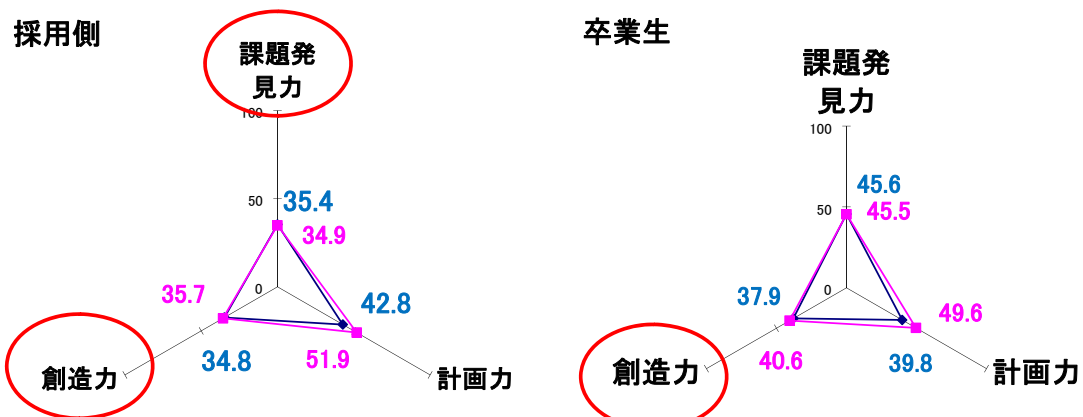 採用側
課題発
見力
100
50
0
35.4
34.9
35.7
34.8
42.8
51.9
創造力
計画力
卒業生
課題発
見力
100
50
0
45.6
45.5
37.9
40.6
49.6
39.8
創造力
計画力